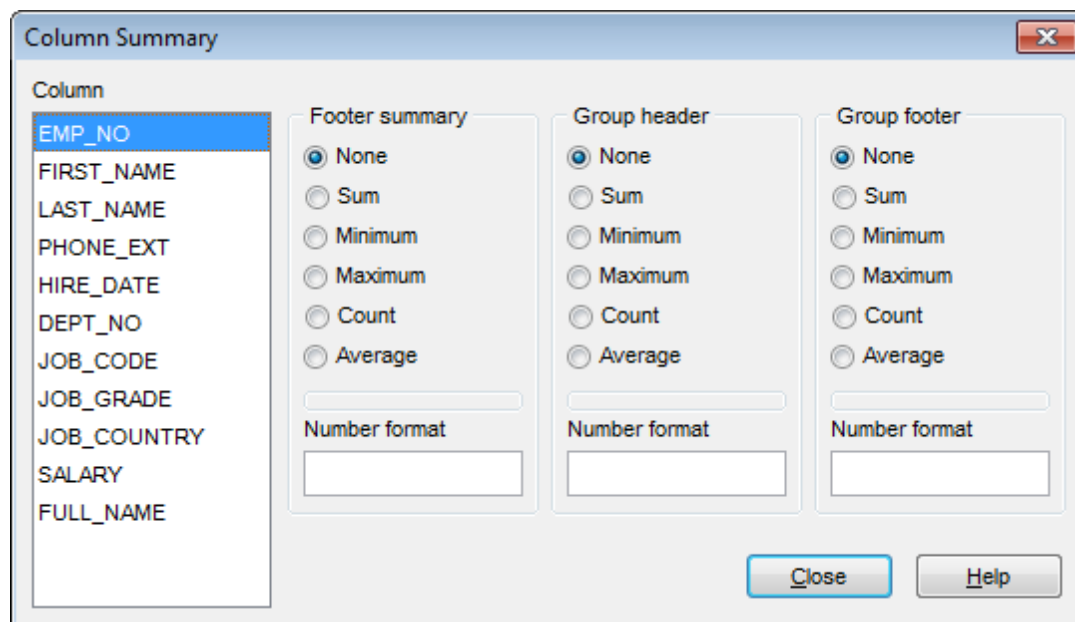 Column Summary
Column
EMP_NO
FIRST_NAME
LAST_NAME
PHONE_EXT
HIRE_DATE
DEPT_NO
JOB_CODE
JOB_GRADE
JOB_COUNTRY
SALARY
FULL_NAME
Footer summary
None
Sum
Minimum
Maximum
Count
Average
Number format
Group header
None
Sum
Minimum
Maximum
Count
Average
Number format
Group footer
None
Sum
Minimum
Maximum
Count
Average
Number format
Close
Help